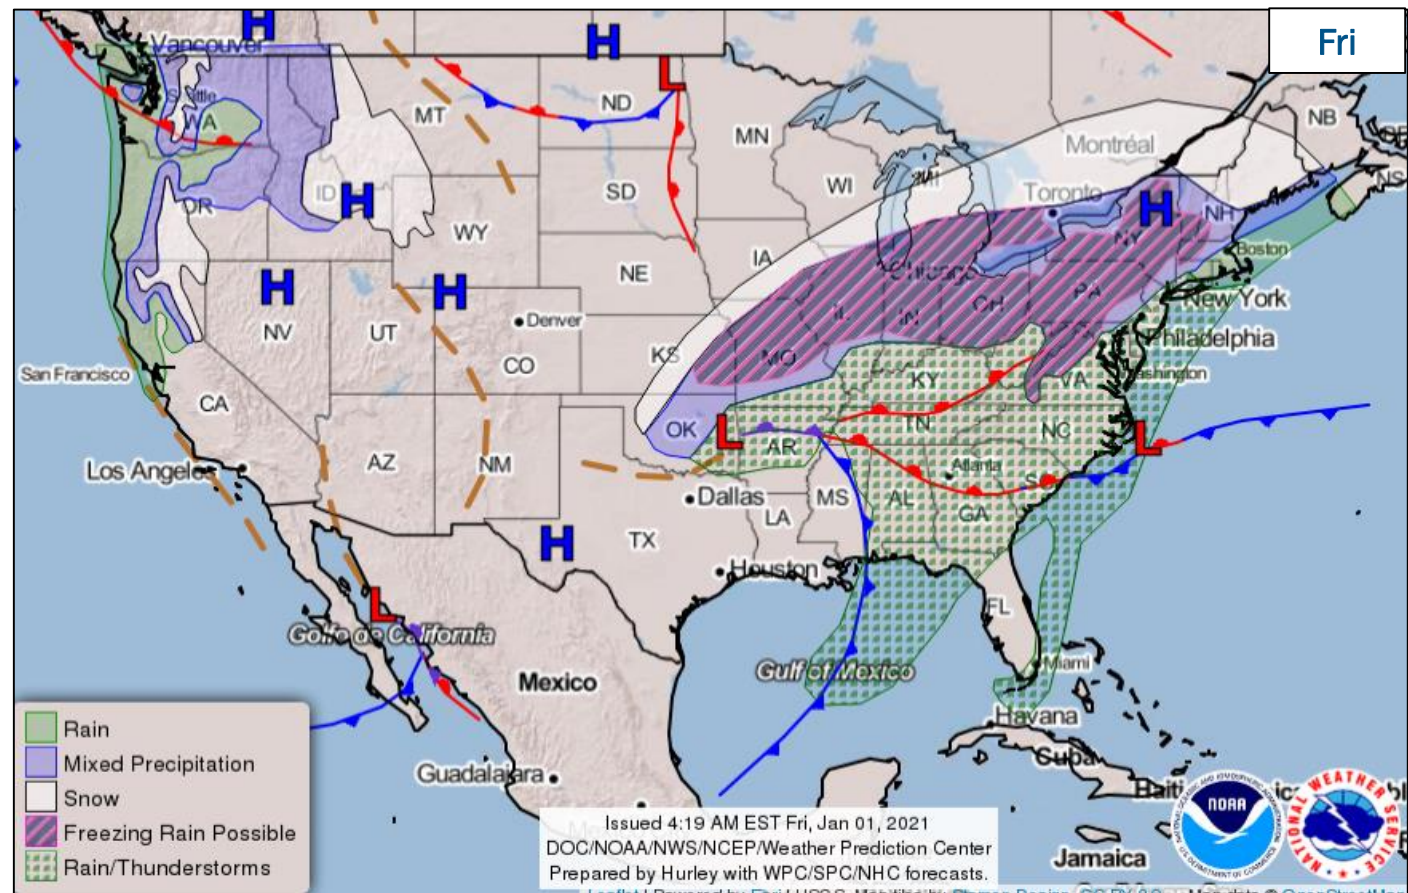 Fri
Vancouver
Seattle
WA
MT
ND
MN
Montréal
NB
NS
OR
ID
WY
SD
WI
MI
Toronto
NH
NY
Boston
NE
IA
Chicago
PA
New York
Philadelphia
Washington
NV
UT
Denver
CO
KS
MO
IL
IN
OH
KY
VA
San Francisco
CA
OK
AR
TN
NC
Los Angeles
AZ
NM
Dallas
LA
MS
AL
Atlanta
GA
SC
TX
Houston
FL
Golfo de California
Gulf of Mexico
Miami
Mexico
Havana
Cuba
Guadalajara
Jamaica
H
H
H
H
H
H
H
L
L
L
L
Rain
Mixed Precipitation
Snow
Freezing Rain Possible
Rain/Thunderstorms
Issued 4:19 AM EST Fri, Jan 01, 2021
DOC/NOAA/NWS/NCEP/Weather Prediction Center
Prepared by Hurley with WPC/SPC/NHC forecasts.
NOAA
NATIONAL WEATHER SERVICE